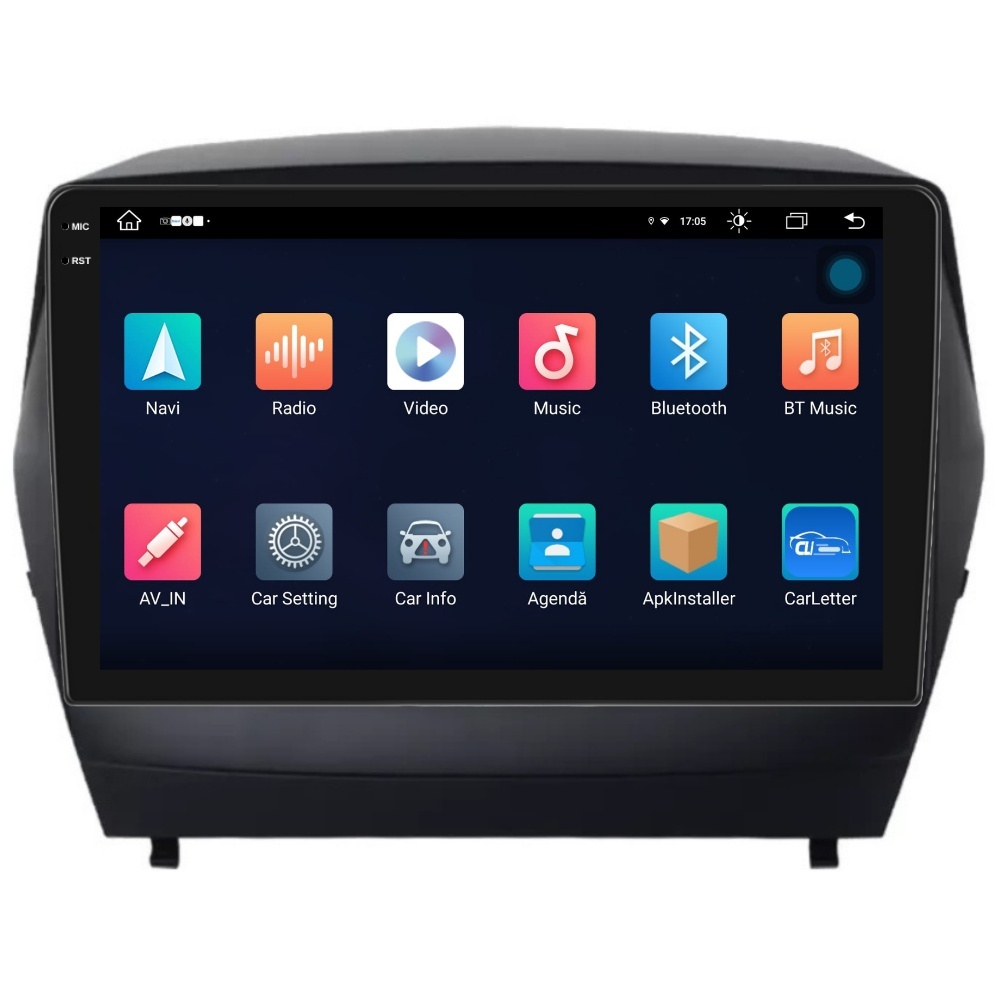 MIC
17:05
RST
Navi
Radio
Video
Music
Bluetooth
BT Music
AV_IN
Car Setting
Car Info
Agendă
ApkInstaller
CarLetter